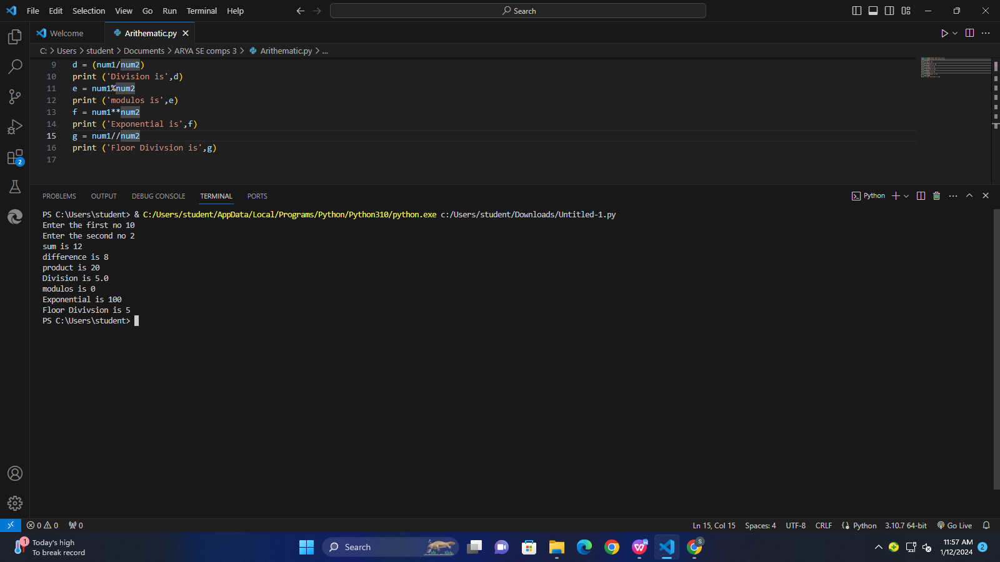 File Edit Selection View Go Run Terminal Help
Search
Welcome
Arithematic.py
C: > Users > student > Documents > ARYA SE comps 3 > Arithematic.py > ...
9 d = (num1/num2)
10 print ('Division is',d)
11 e = num1%num2
12 print ('modulos is',e)
13 f = num1**num2
14 print ('Exponential is',f)
15 g = num1//num2
16 print ('Floor Divivsion is',g)
17
2
PROBLEMS OUTPUT DEBUG CONSOLE TERMINAL PORTS
Python
PS C:\Users\student> & C:/Users/student/AppData/Local/Programs/Python/Python310/python.exe c:/Users/student/Downloads/Untitled-1.py
Enter the first no 10
Enter the second no 2
sum is 12
difference is 8
product is 20
Division is 5.0
modulos is 0
Exponential is 100
Floor Divivsion is 5
PS C:\Users\student>
0 0 0
Ln 15, Col 15 Spaces: 4 UTF-8 CRLF Python 3.10.7 64-bit Go Live
1
Today's high
To break record
Search
W
S
11:57 AM
1/12/2024
2